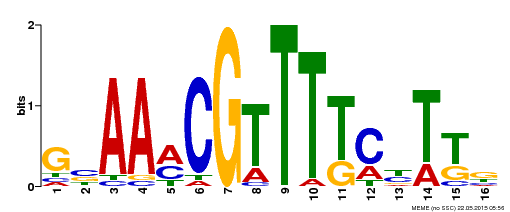 2
bits
1
0
GCAAACGTTTTCTTTG
1 2 3 4 5 6 7 8 9 10 11 12 13 14 15 16
MEME (no SSC) 22.05.2015 05:56